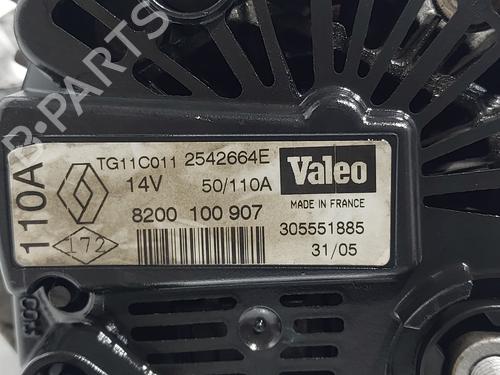 110A
TG11C011 2542664E
14V 50/110A
8200 100 907
172
Valeo
MADE IN FRANCE
305551885
31/05
B-PARTS